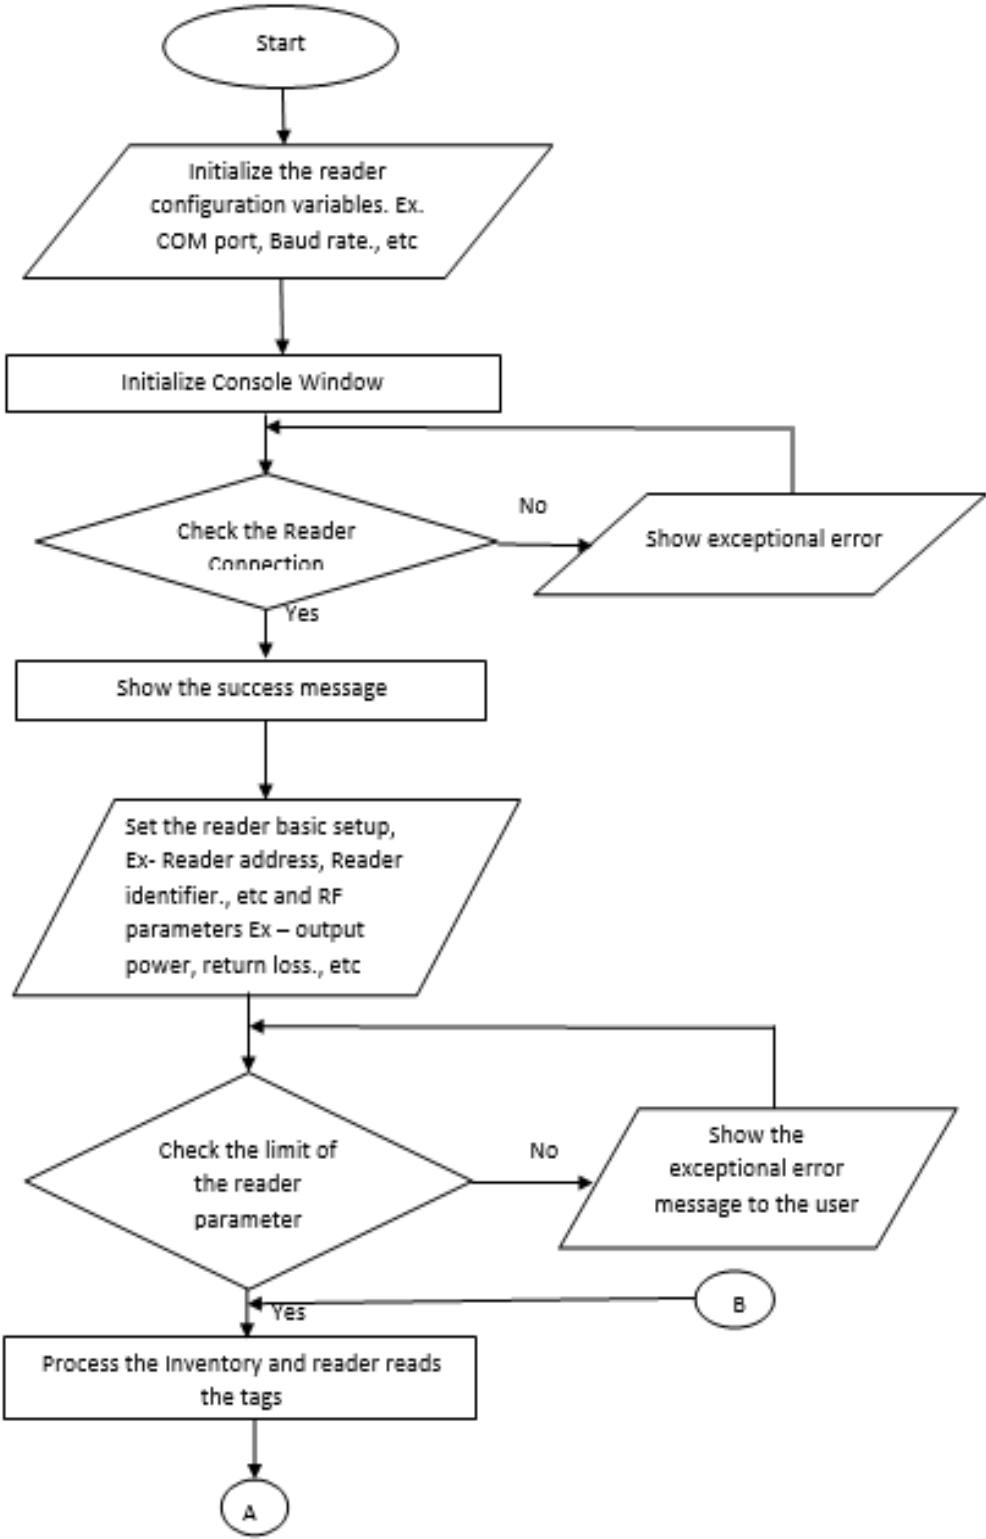 Start
Initialize the reader
configuration variables. Ex.
COM port, Baud rate., etc
Initialize Console Window
No
Check the Reader
Connection
Show exceptional error
Yes
Show the success message
Set the reader basic setup,
Ex- Reader address, Reader
identifier., etc and RF
parameters Ex – output
power, return loss., etc
Check the limit of
the reader
parameter
No
Show the
exceptional error
message to the user
B
Yes
Process the Inventory and reader reads
the tags
A